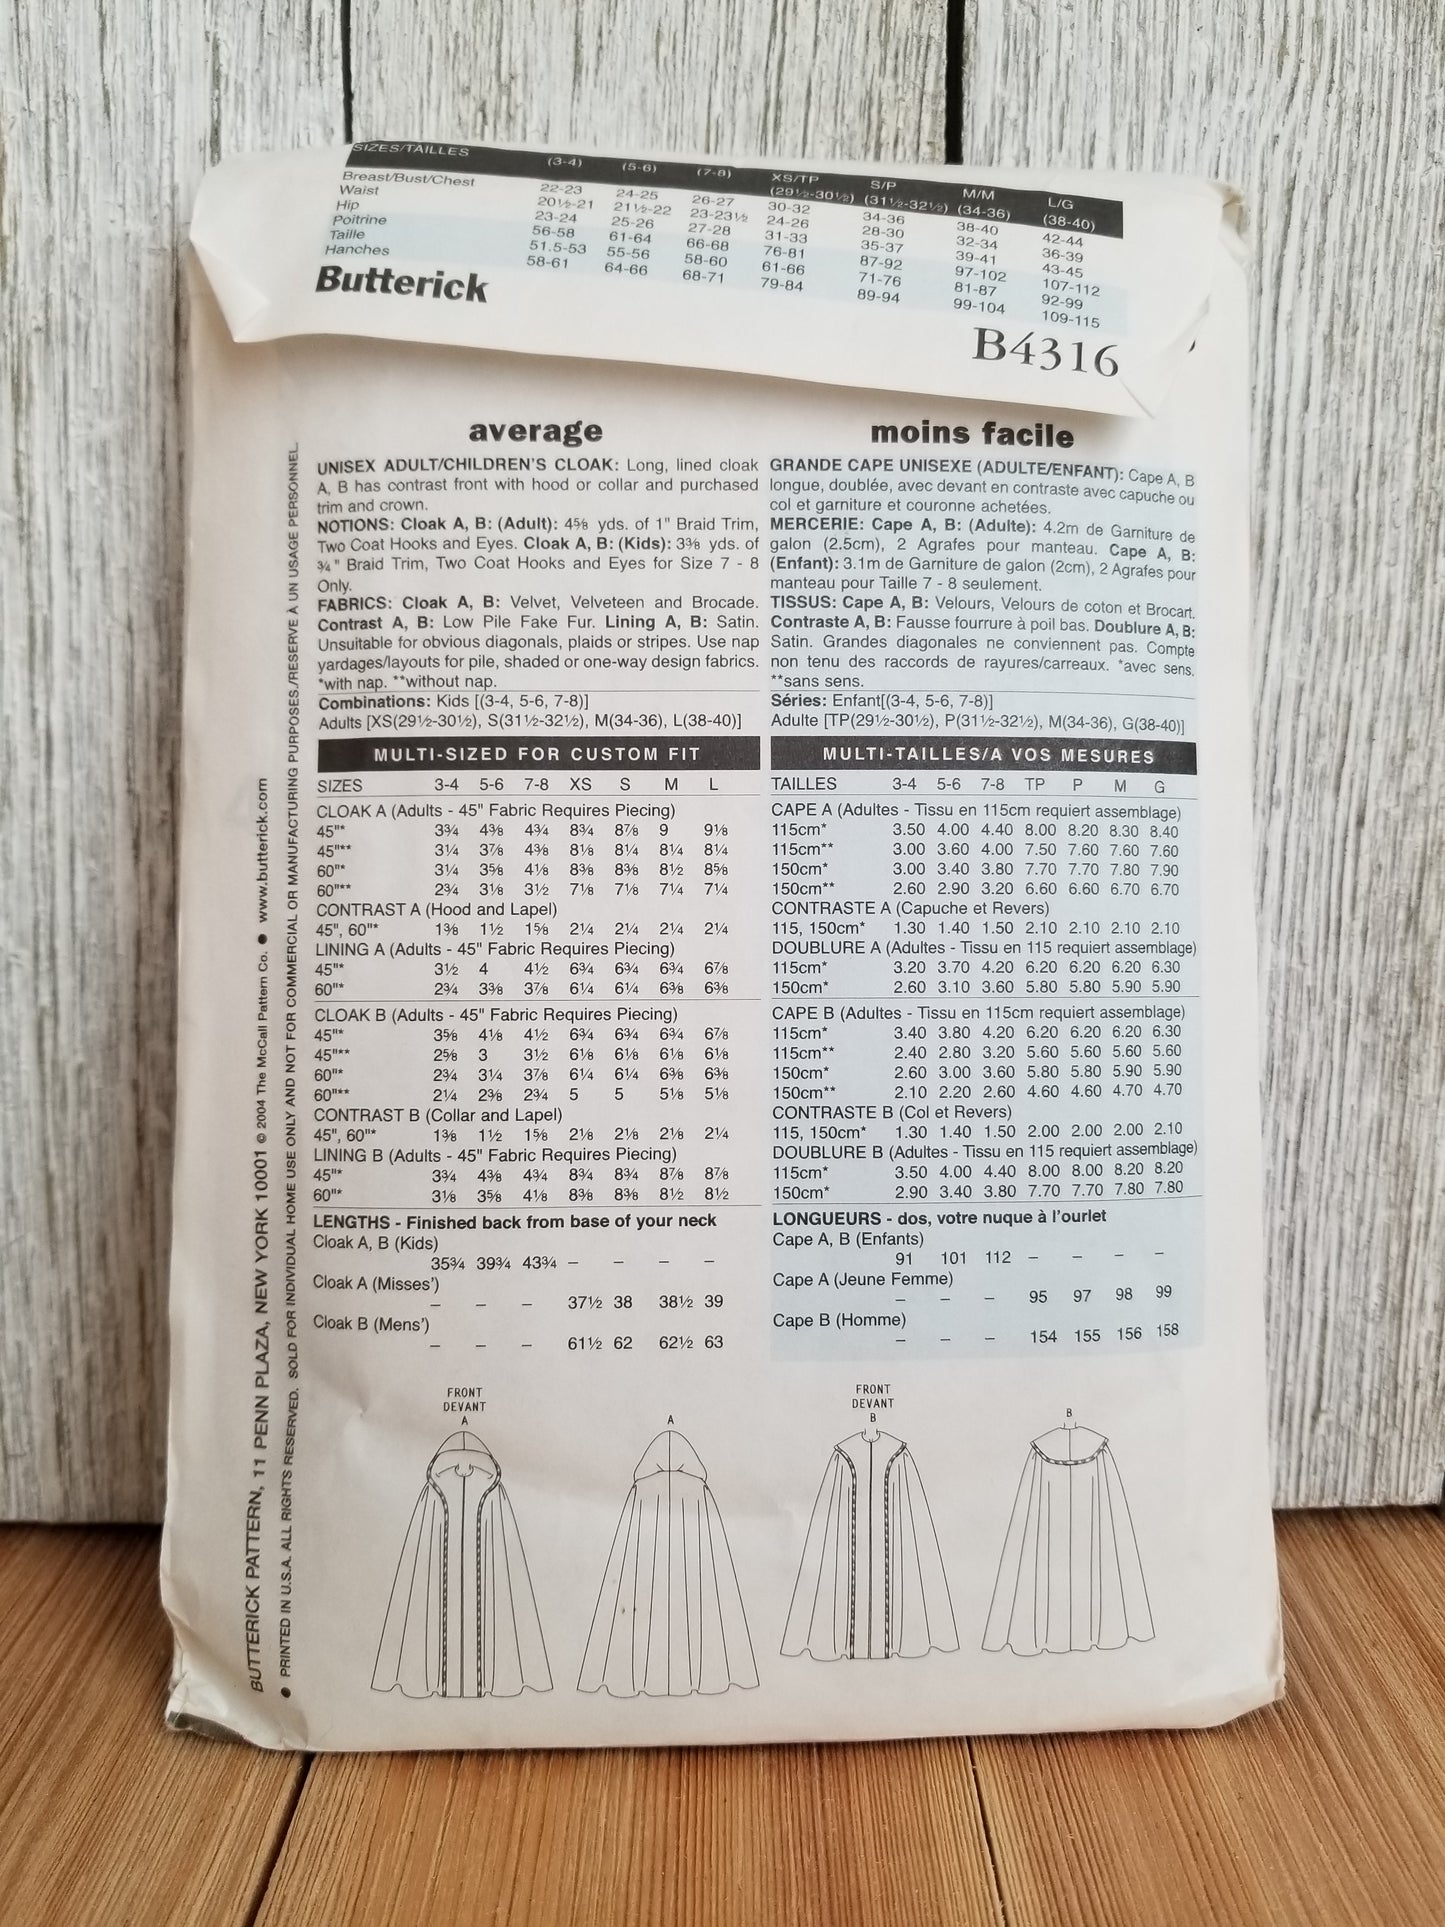 SIZES/TAILLES (3-4) (5-6) (7-8) XS/TP S/P M/M L/G
(29½-30½) (31½-32½) (34-36) (38-40)
Breast/Bust/Chest 22-23 24-25 26-27 30-32 34-36 38-40 42-44
Waist 20½-21 21½-22 23-23½ 24-26 28-30 32-34 36-39
Hip 23-24 25-26 27-28 31-33 35-37 39-41 43-45
Poitrine 56-58 61-64 66-68 76-81 87-92 97-102 107-112
Taille 51.5-53 55-56 58-60 61-66 71-76 81-87 92-99
Hanches 58-61 64-66 68-71 79-84 89-94 99-104 109-115
Butterick
B4316
average
UNISEX ADULT/CHILDREN'S CLOAK: Long, lined cloak
A, B has contrast front with hood or collar and purchased
trim and crown.
NOTIONS: Cloak A, B: (Adult): 4⅝ yds. of 1" Braid Trim,
Two Coat Hooks and Eyes. Cloak A, B: (Kids): 3⅜ yds. of
¾" Braid Trim, Two Coat Hooks and Eyes for Size 7 - 8
Only.
FABRICS: Cloak A, B: Velvet, Velveteen and Brocade.
Contrast A, B: Low Pile Fake Fur. Lining A, B: Satin.
Unsuitable for obvious diagonals, plaids or stripes. Use nap
yardages/layouts for pile, shaded or one-way design fabrics.
*with nap. **without nap.
Combinations: Kids [(3-4, 5-6, 7-8)]
Adults [XS(29½-30½), S(31½-32½), M(34-36), L(38-40)]
MULTI-SIZED FOR CUSTOM FIT
SIZES 3-4 5-6 7-8 XS S M L
CLOAK A (Adults - 45" Fabric Requires Piecing)
45"* 3¾ 4⅜ 4¾ 8¾ 8⅞ 9 9⅛
45"** 3¼ 3⅞ 4⅜ 8⅛ 8¼ 8¼ 8¼
60"* 3¼ 3⅝ 4⅛ 8⅜ 8⅜ 8½ 8⅝
60"** 2¾ 3⅛ 3½ 7⅛ 7⅛ 7¼ 7¼
CONTRAST A (Hood and Lapel)
45", 60"* 1⅜ 1½ 1⅝ 2¼ 2¼ 2¼ 2¼
LINING A (Adults - 45" Fabric Requires Piecing)
45"* 3½ 4 4½ 6¾ 6¾ 6¾ 6⅞
60"* 2¾ 3⅜ 3⅞ 6¼ 6¼ 6⅜ 6⅜
CLOAK B (Adults - 45" Fabric Requires Piecing)
45"* 3⅝ 4⅛ 4½ 6¾ 6¾ 6¾ 6⅞
45"** 2⅝ 3 3½ 6⅛ 6⅛ 6⅛ 6⅛
60"* 2¾ 3¼ 3⅞ 6¼ 6¼ 6⅜ 6⅜
60"** 2¼ 2⅜ 2¾ 5 5 5⅛ 5⅛
CONTRAST B (Collar and Lapel)
45", 60"* 1⅜ 1½ 1⅝ 2⅛ 2⅛ 2⅛ 2¼
LINING B (Adults - 45" Fabric Requires Piecing)
45"* 3¾ 4⅜ 4¾ 8¾ 8¾ 8⅞ 8⅞
60"* 3⅛ 3⅝ 4⅛ 8⅜ 8⅜ 8½ 8½
LENGTHS - Finished back from base of your neck
Cloak A, B (Kids)
35¾ 39¾ 43¾ – – – –
Cloak A (Misses')
– – – 37½ 38 38½ 39
Cloak B (Mens')
– – – 61½ 62 62½ 63
moins facile
GRANDE CAPE UNISEXE (ADULTE/ENFANT): Cape A, B
longue, doublée, avec devant en contraste avec capuche ou
col et garniture et couronne achetées.
MERCERIE: Cape A, B: (Adulte): 4.2m de Garniture de
galon (2.5cm), 2 Agrafes pour manteau. Cape A, B:
(Enfant): 3.1m de Garniture de galon (2cm), 2 Agrafes pour
manteau pour Taille 7 - 8 seulement.
TISSUS: Cape A, B: Velours, Velours de coton et Brocart.
Contraste A, B: Fausse fourrure à poil bas. Doublure A, B:
Satin. Grandes diagonales ne conviennent pas. Compte
non tenu des raccords de rayures/carreaux. *avec sens.
**sans sens.
Séries: Enfant[(3-4, 5-6, 7-8)]
Adulte [TP(29½-30½), P(31½-32½), M(34-36), G(38-40)]
MULTI-TAILLES/A VOS MESURES
TAILLES 3-4 5-6 7-8 TP P M G
CAPE A (Adultes - Tissu en 115cm requiert assemblage)
115cm* 3.50 4.00 4.40 8.00 8.20 8.30 8.40
115cm** 3.00 3.60 4.00 7.50 7.60 7.60 7.60
150cm* 3.00 3.40 3.80 7.70 7.70 7.80 7.90
150cm** 2.60 2.90 3.20 6.60 6.60 6.70 6.70
CONTRASTE A (Capuche et Revers)
115, 150cm* 1.30 1.40 1.50 2.10 2.10 2.10 2.10
DOUBLURE A (Adultes - Tissu en 115 requiert assemblage)
115cm* 3.20 3.70 4.20 6.20 6.20 6.20 6.30
150cm* 2.60 3.10 3.60 5.80 5.80 5.90 5.90
CAPE B (Adultes - Tissu en 115cm requiert assemblage)
115cm* 3.40 3.80 4.20 6.20 6.20 6.20 6.30
115cm** 2.40 2.80 3.20 5.60 5.60 5.60 5.60
150cm* 2.60 3.00 3.60 5.80 5.80 5.90 5.90
150cm** 2.10 2.20 2.60 4.60 4.60 4.70 4.70
CONTRASTE B (Col et Revers)
115, 150cm* 1.30 1.40 1.50 2.00 2.00 2.00 2.10
DOUBLURE B (Adultes - Tissu en 115 requiert assemblage)
115cm* 3.50 4.00 4.40 8.00 8.00 8.20 8.20
150cm* 2.90 3.40 3.80 7.70 7.70 7.80 7.80
LONGUEURS - dos, votre nuque à l'ourlet
Cape A, B (Enfants)
91 101 112 – – – –
Cape A (Jeune Femme)
– – – 95 97 98 99
Cape B (Homme)
– – – 154 155 156 158
FRONT
DEVANT
A
A
FRONT
DEVANT
B
B
BUTTERICK PATTERN, 11 PENN PLAZA, NEW YORK 10001 © 2004 The McCall Pattern Co. ● www.butterick.com
● PRINTED IN U.S.A. ALL RIGHTS RESERVED. SOLD FOR INDIVIDUAL HOME USE ONLY AND NOT FOR COMMERCIAL OR MANUFACTURING PURPOSES./RESERVE À UN USAGE PERSONNEL.